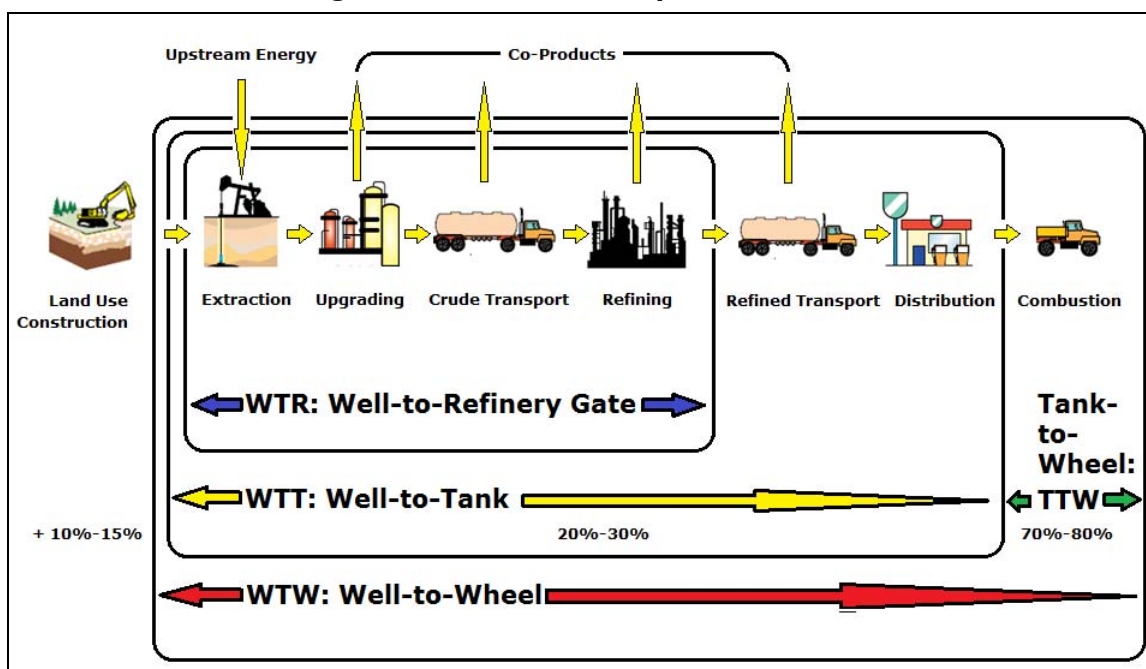 Upstream Energy
Co-Products
Land Use
Construction
Extraction
Upgrading
Crude Transport
Refining
Refined Transport
Distribution
Combustion
WTR: Well-to-Refinery Gate
Tank-
to-
Wheel:
TTW
WTT: Well-to-Tank
+ 10%-15%
20%-30%
70%-80%
WTW: Well-to-Wheel